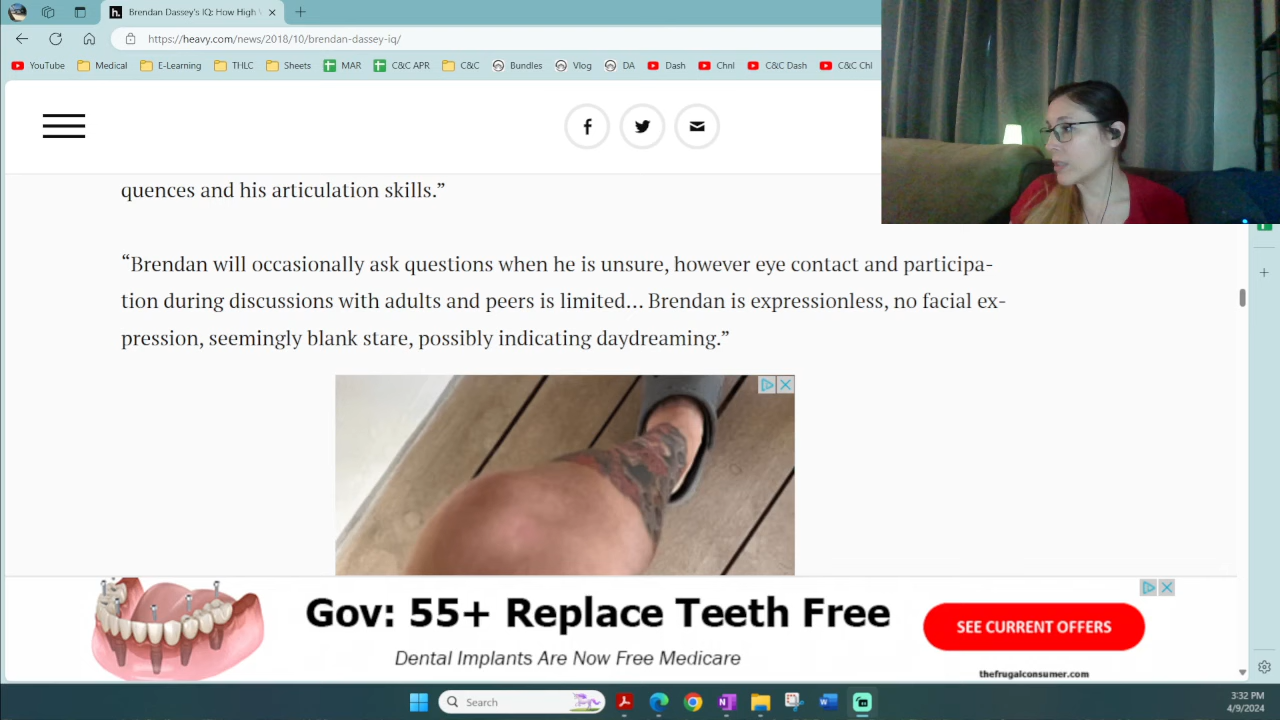 Brendan Dassey's IQ: How High
https://heavy.com/news/2018/10/brendan-dassey-iq/
YouTube Medical E-Learning THLC Sheets MAR C&C APR C&C Bundles Vlog DA Dash Chnl C&C Dash C&C Chl
quences and his articulation skills.”
“Brendan will occasionally ask questions when he is unsure, however eye contact and participa-
tion during discussions with adults and peers is limited… Brendan is expressionless, no facial ex-
pression, seemingly blank stare, possibly indicating daydreaming.”
Gov: 55+ Replace Teeth Free
Dental Implants Are Now Free Medicare
SEE CURRENT OFFERS
thefrugalconsumer.com
Search
3:32 PM
4/9/2024